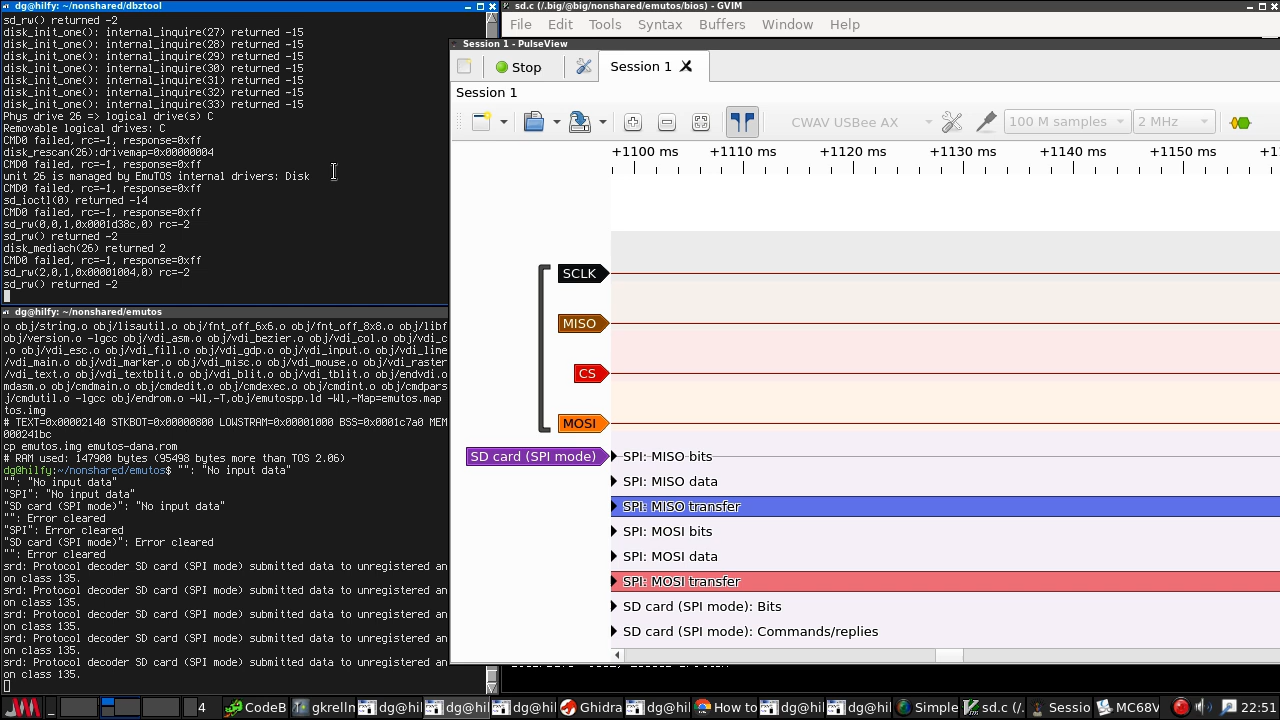 dg@hilfy: ~/nonshared/dbztool
sd_rw() returned -2
disk_init_one(): internal_inquire(27) returned -15
disk_init_one(): internal_inquire(28) returned -15
disk_init_one(): internal_inquire(29) returned -15
disk_init_one(): internal_inquire(30) returned -15
disk_init_one(): internal_inquire(31) returned -15
disk_init_one(): internal_inquire(32) returned -15
disk_init_one(): internal_inquire(33) returned -15
Phys drive 26 => logical drive(s) C
Removable logical drives: C
CMD0 failed, rc=-1, response=0xff
disk_rescan(26):drivemap=0x00000004
CMD0 failed, rc=-1, response=0xff
unit 26 is managed by EmuTOS internal drivers: Disk
CMD0 failed, rc=-1, response=0xff
sd_ioctl(0) returned -14
CMD0 failed, rc=-1, response=0xff
sd_rw(0,0,1,0x0001d38c,0) rc=-2
sd_rw() returned -2
disk_mediach(26) returned 2
CMD0 failed, rc=-1, response=0xff
sd_rw(2,0,1,0x00001004,0) rc=-2
sd_rw() returned -2
dg@hilfy: ~/nonshared/emutos
o obj/string.o obj/lisautil.o obj/fnt_off_6x6.o obj/fnt_off_8x8.o obj/libf
obj/version.o -lgcc obj/vdi_asm.o obj/vdi_bezier.o obj/vdi_col.o obj/vdi_c
.o obj/vdi_esc.o obj/vdi_fill.o obj/vdi_gdp.o obj/vdi_input.o obj/vdi_line
/vdi_main.o obj/vdi_marker.o obj/vdi_misc.o obj/vdi_mouse.o obj/vdi_raster
/vdi_text.o obj/vdi_textblit.o obj/vdi_blit.o obj/vdi_tblit.o obj/endvdi.o
mdasm.o obj/cmdmain.o obj/cmdedit.o obj/cmdexec.o obj/cmdint.o obj/cmdpars
j/cmdutil.o -lgcc obj/endrom.o -Wl,-T,obj/emutospp.ld -Wl,-Map=emutos.map
tos.img
# TEXT=0x00002140 STKBOT=0x00000800 LOWSTRAM=0x00001000 BSS=0x0001c7a0 MEM
000241bc
cp emutos.img emutos-dana.rom
# RAM used: 147900 bytes (95498 bytes more than TOS 2.06)
dg@hilfy:~/nonshared/emutos$ "": "No input data"
"": "No input data"
"SPI": "No input data"
"SD card (SPI mode)": "No input data"
"": Error cleared
"SPI": Error cleared
"SD card (SPI mode)": Error cleared
"": Error cleared
srd: Protocol decoder SD card (SPI mode) submitted data to unregistered an
on class 135.
srd: Protocol decoder SD card (SPI mode) submitted data to unregistered an
on class 135.
srd: Protocol decoder SD card (SPI mode) submitted data to unregistered an
on class 135.
srd: Protocol decoder SD card (SPI mode) submitted data to unregistered an
on class 135.
srd: Protocol decoder SD card (SPI mode) submitted data to unregistered an
on class 135.
sd.c (/.big/@big/nonshared/emutos/bios) - GVIM
File Edit Tools Syntax Buffers Window Help
Session 1 - PulseView
Stop Session 1
Session 1
CWAV USBee AX 100 M samples 2 MHz
+1100 ms +1110 ms +1120 ms +1130 ms +1140 ms +1150 ms
SCLK
MISO
CS
MOSI
SD card (SPI mode) SPI: MISO bits
SPI: MISO data
SPI: MISO transfer
SPI: MOSI bits
SPI: MOSI data
SPI: MOSI transfer
SD card (SPI mode): Bits
SD card (SPI mode): Commands/replies
4 CodeB gkrelln dg@hil dg@hil dg@hil Ghidra dg@hil How to dg@hil dg@hil Simple sd.c (/. Sessio MC68V 22:51